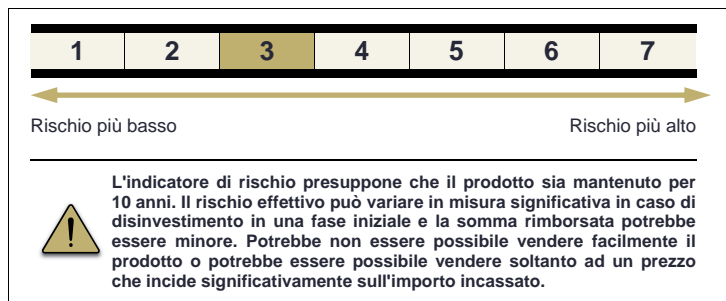 1 2 3 4 5 6 7
Rischio più basso Rischio più alto
L'indicatore di rischio presuppone che il prodotto sia mantenuto per
10 anni. Il rischio effettivo può variare in misura significativa in caso di
disinvestimento in una fase iniziale e la somma rimborsata potrebbe
essere minore. Potrebbe non essere possibile vendere facilmente il
prodotto o potrebbe essere possibile vendere soltanto ad un prezzo
che incide significativamente sull'importo incassato.